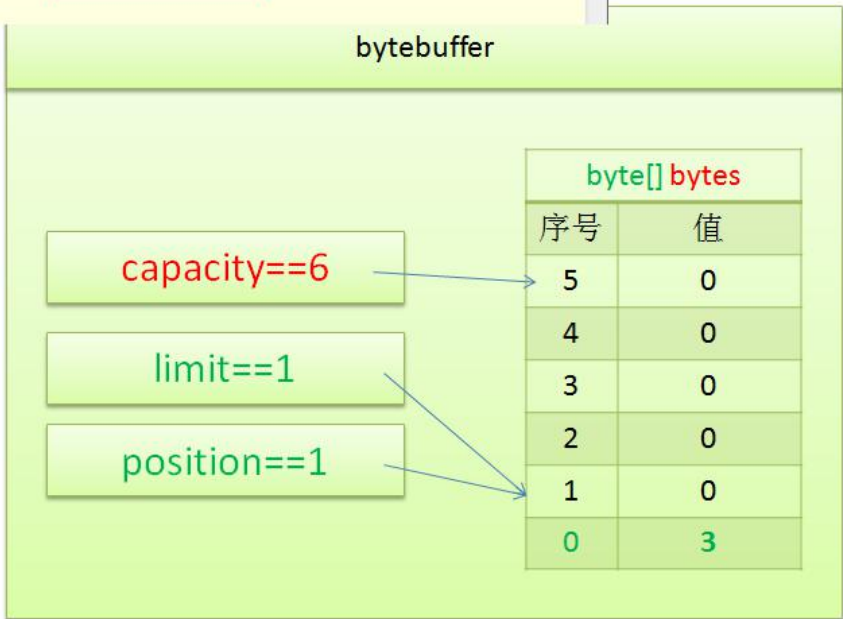 bytebuffer
byte[] bytes
序号 值
capacity==6
5 0
4 0
limit==1
3 0
2 0
position==1
1 0
0 3